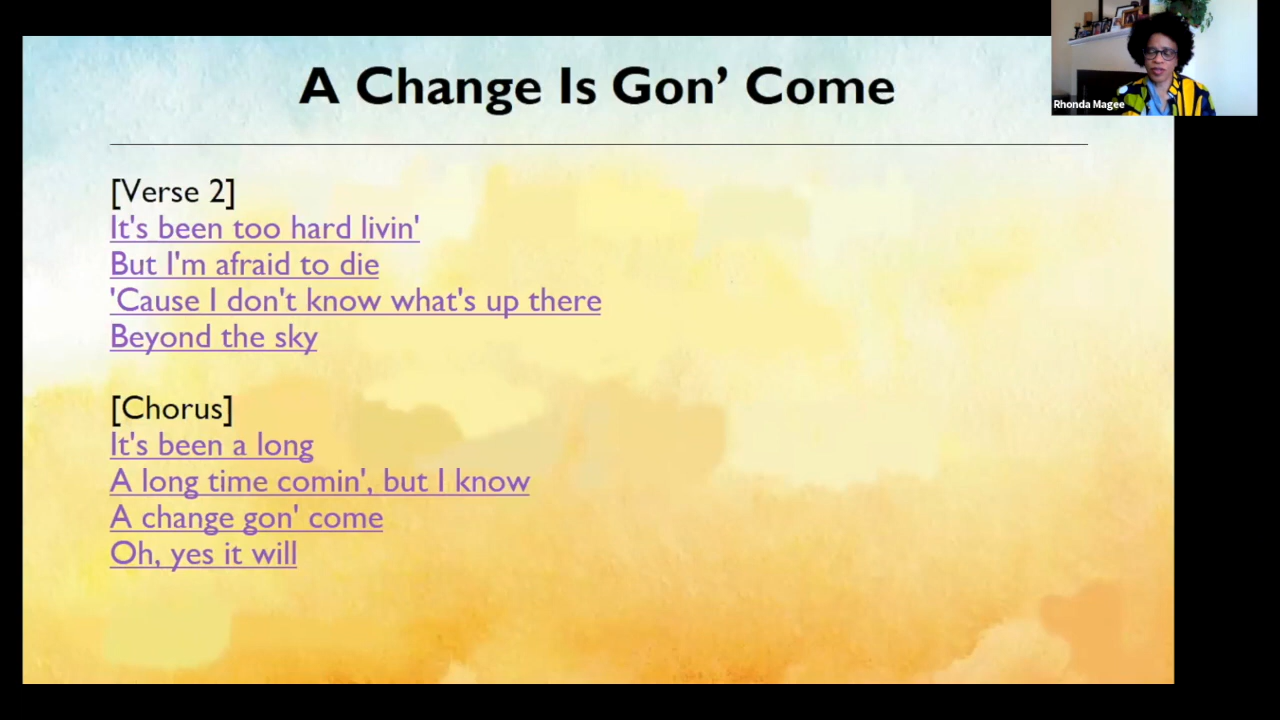 A Change Is Gon’ Come
Rhonda Magee
[Verse 2]
It's been too hard livin'
But I'm afraid to die
'Cause I don't know what's up there
Beyond the sky
[Chorus]
It's been a long
A long time comin', but I know
A change gon' come
Oh, yes it will